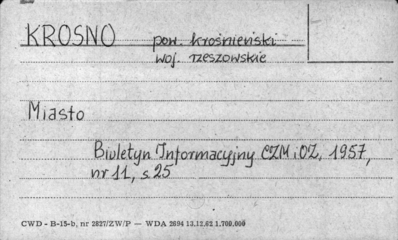 KROSNO pow. krośnieński
woj. rzeszowskie
Miasto
Biuletyn Informacyjny CZM i OZ, 1957,
nr 11, s 25
CWD - B-15-b, nr 2827/ZW/P — WDA 2694 13.12.62 1.700.000